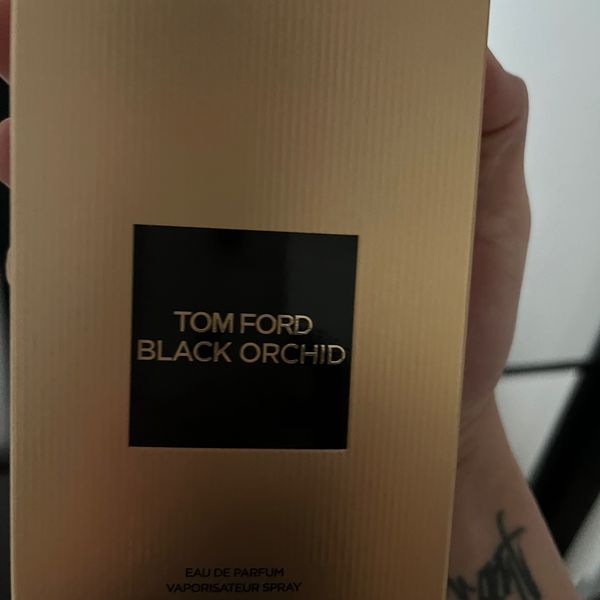 TOM FORD
BLACK ORCHID
EAU DE PARFUM
VAPORISATEUR SPRAY